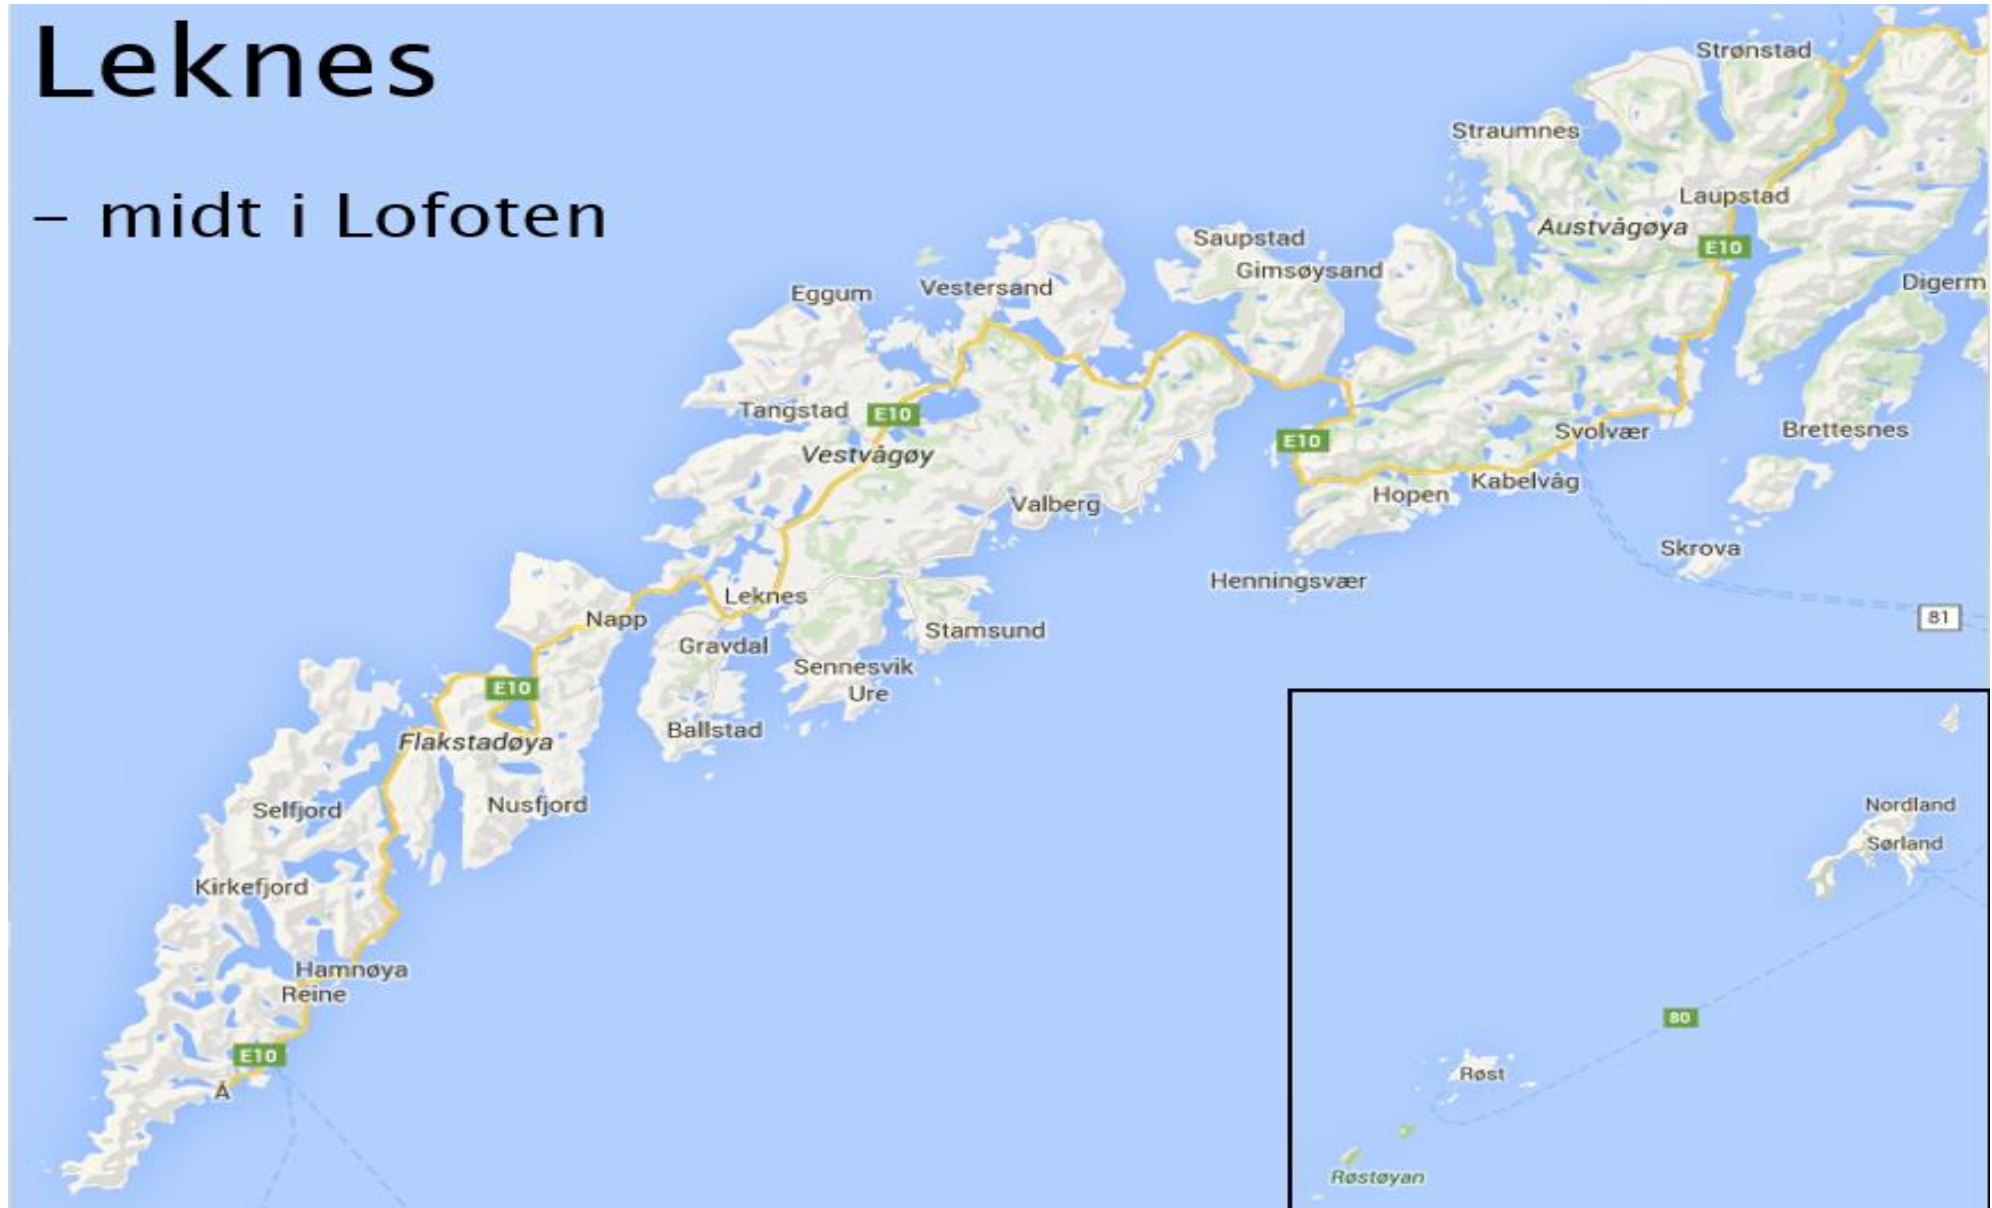 Leknes
– midt i Lofoten
Strønstad
Straumnes
Laupstad
Austvågøya
E10
Saupstad
Gimsøysand
Digerm
Vestersand
Eggum
Tangstad
E10
Vestvågøy
E10
Svolvær
Brettesnes
Kabelvåg
Hopen
Valberg
Skrova
Henningsvær
81
Leknes
Napp
Stamsund
Gravdal
Sennesvik
Ure
E10
Ballstad
Flakstadøya
Nusfjord
Selfjord
Kirkefjord
Hamnøya
Reine
E10
Å
Nordland
Sørland
80
Røst
Røstøyan